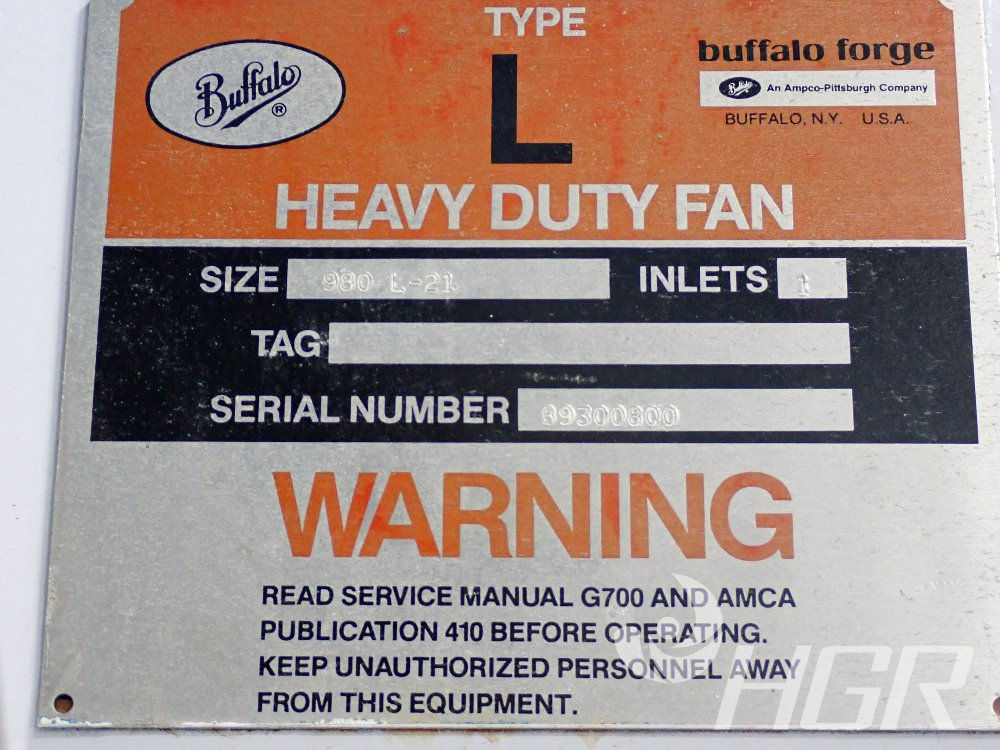 TYPE
L
HEAVY DUTY FAN
Buffalo ®
buffalo forge
Buffalo An Ampco-Pittsburgh Company
BUFFALO, N.Y. U.S.A.
SIZE 980 L-21 INLETS 1
TAG
SERIAL NUMBER 89300800
WARNING
READ SERVICE MANUAL G700 AND AMCA
PUBLICATION 410 BEFORE OPERATING.
KEEP UNAUTHORIZED PERSONNEL AWAY
FROM THIS EQUIPMENT.
HGR